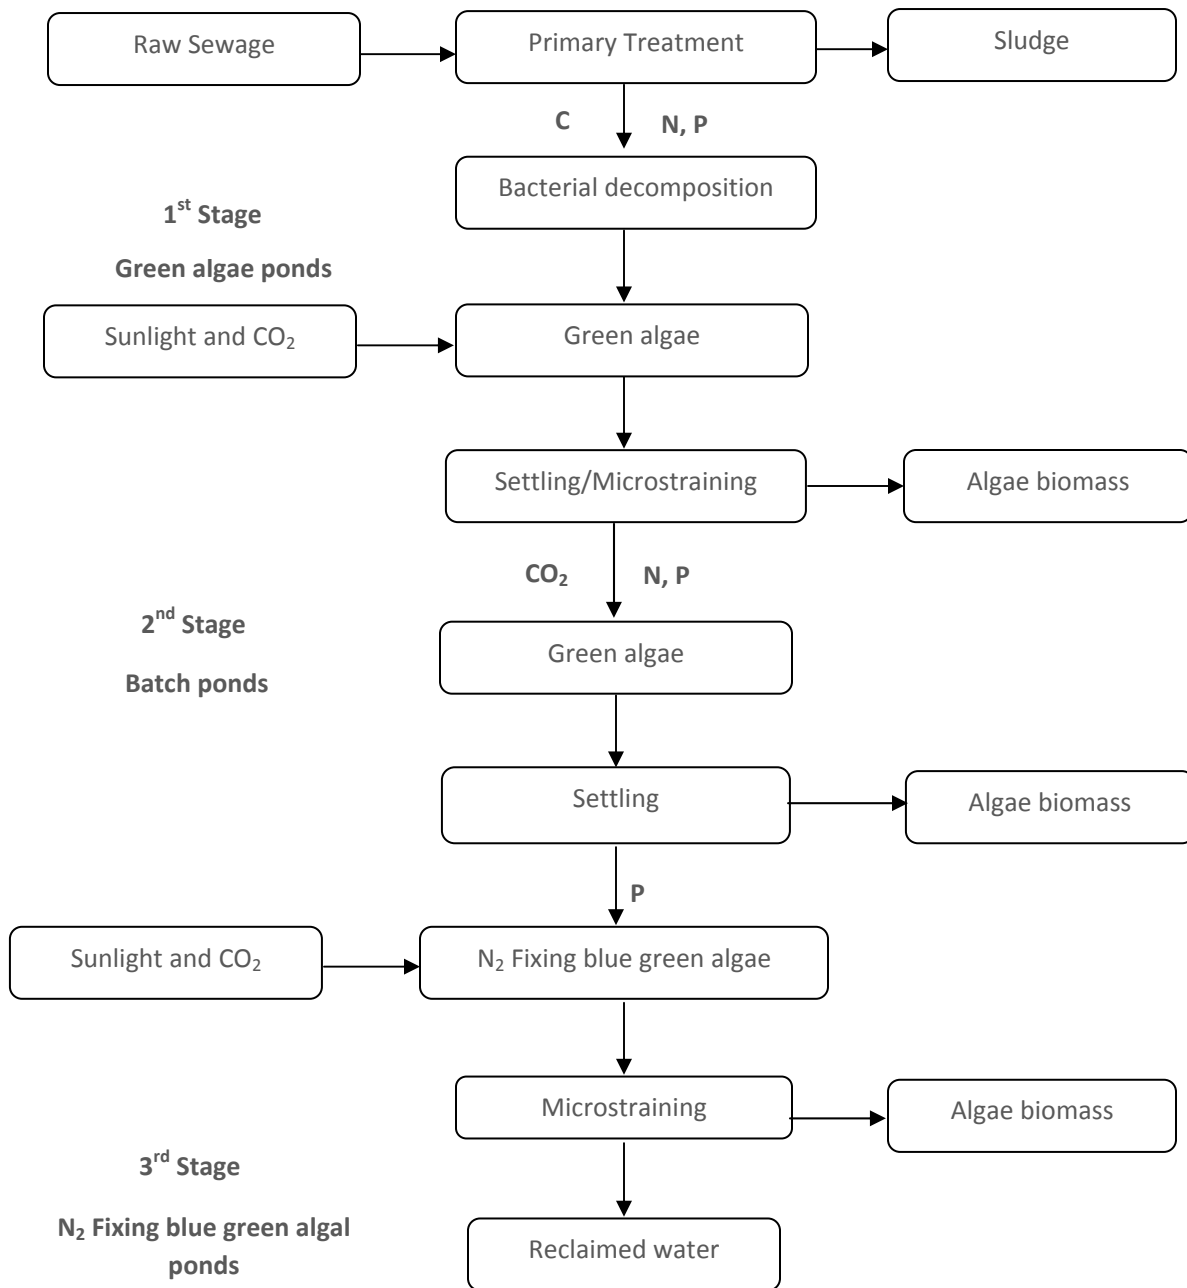 Raw Sewage
Primary Treatment
Sludge
C
N, P
Bacterial decomposition
1st Stage
Green algae ponds
Sunlight and CO2
Green algae
Settling/Microstraining
Algae biomass
CO2
N, P
2nd Stage
Green algae
Batch ponds
Settling
Algae biomass
P
Sunlight and CO2
N2 Fixing blue green algae
Microstraining
Algae biomass
3rd Stage
N2 Fixing blue green algal
ponds
Reclaimed water